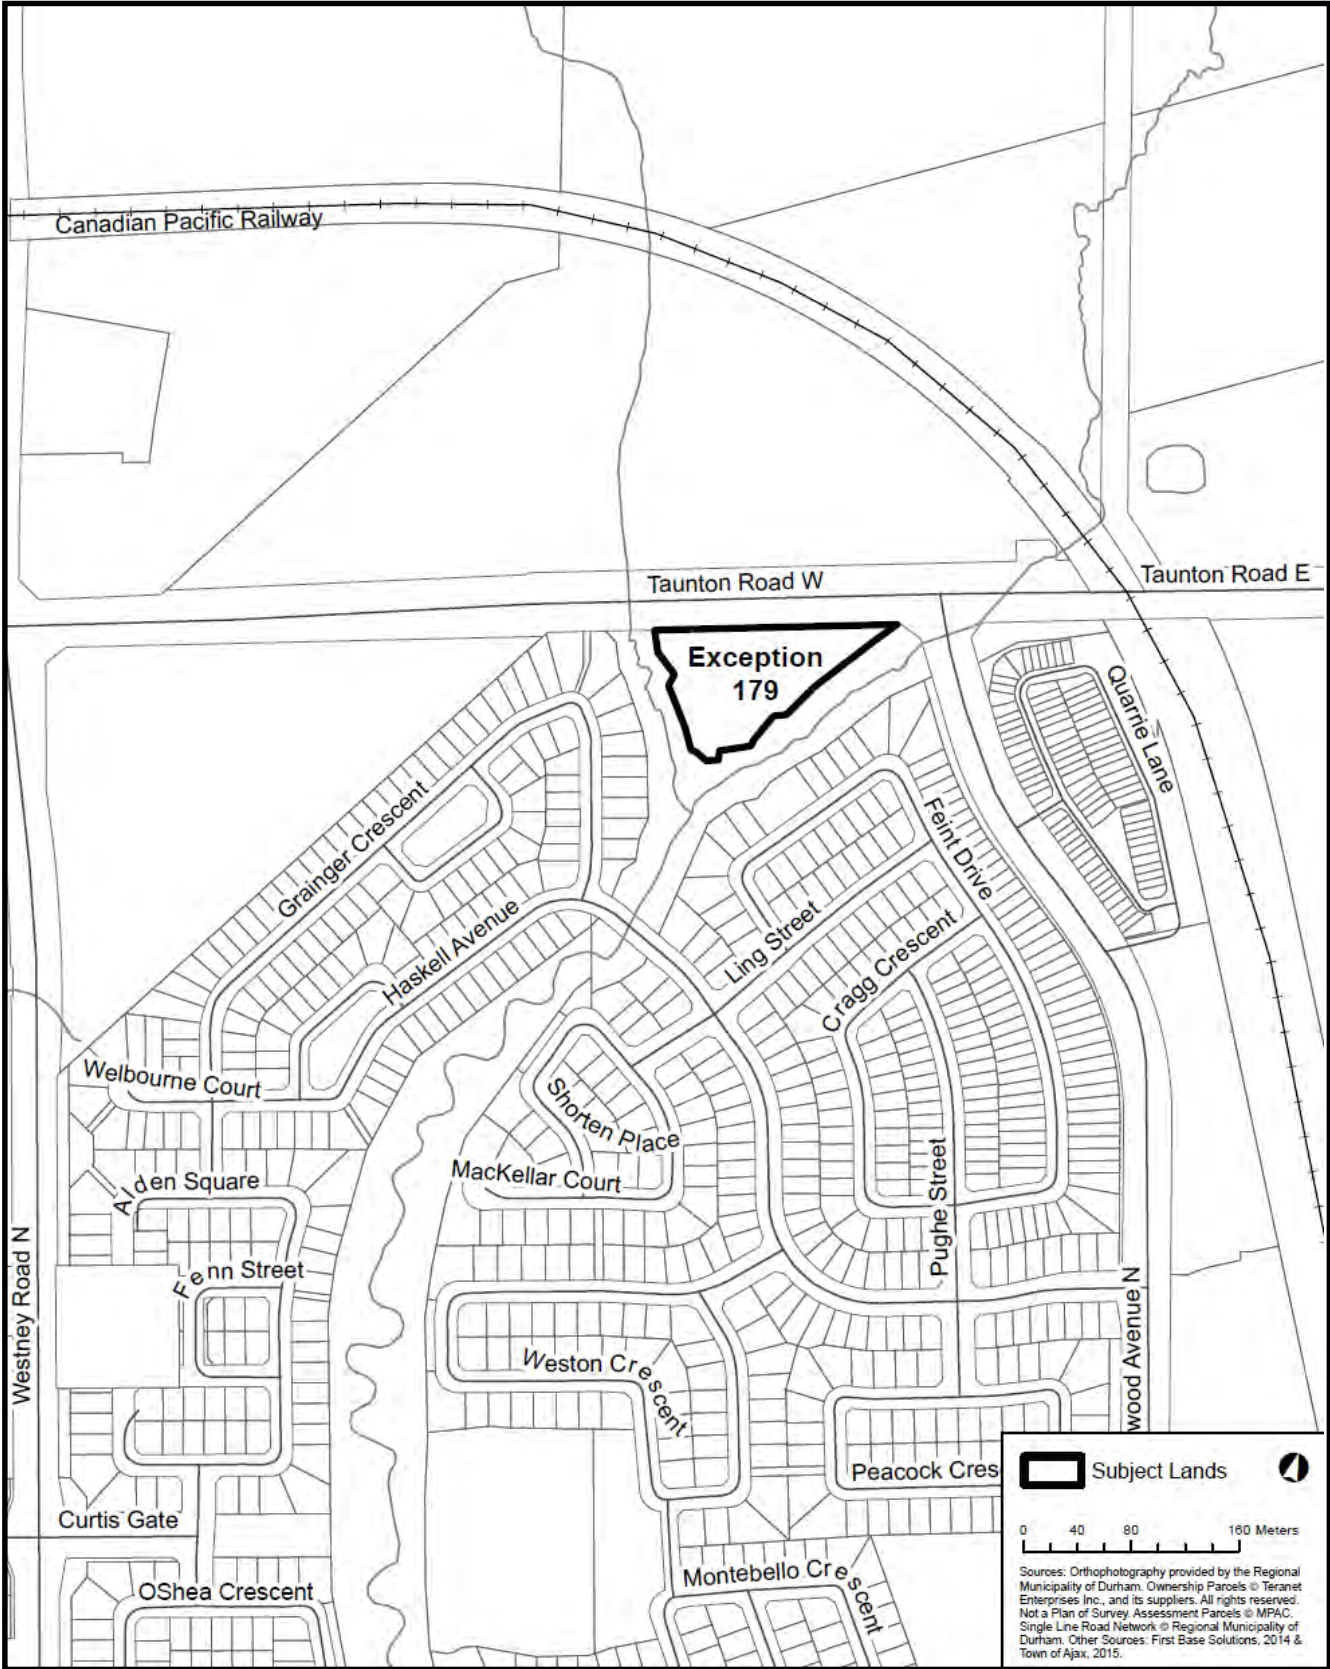 Canadian Pacific Railway
Taunton Road W
Taunton Road E
Exception
179
Quarrie Lane
Grainger Crescent
Feint Drive
Haskell Avenue
Ling Street
Cragg Crescent
Welbourne Court
Shorten Place
MacKellar Court
Alden Square
Pughe Street
Fenn Street
Westney Road N
wood Avenue N
Weston Crescent
Peacock Cres
Curtis Gate
Montebello Crescent
OShea Crescent
Subject Lands
0 40 80 160 Meters
Sources: Orthophotography provided by the Regional
Municipality of Durham. Ownership Parcels © Teranet
Enterprises Inc., and its suppliers. All rights reserved.
Not a Plan of Survey. Assessment Parcels © MPAC.
Single Line Road Network © Regional Municipality of
Durham. Other Sources: First Base Solutions, 2014 &
Town of Ajax, 2015.